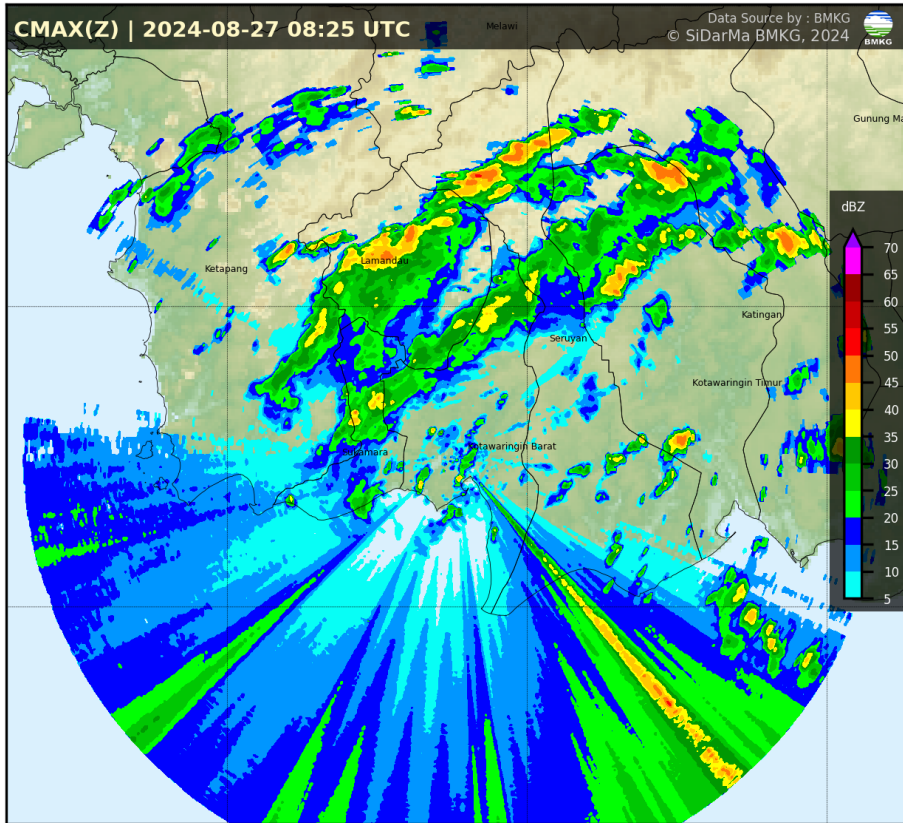 CMAX(Z) | 2024-08-27 08:25 UTC
Data Source by : BMKG
© SiDarMa BMKG, 2024
BMKG
Melawi
Gunung Ma
dBZ
70
65
60
55
50
45
40
35
30
25
20
15
10
5
Lamandau
Ketapang
Katingan
Seruyan
Kotawaringin Timur
Kotawaringin Barat
Sukamara